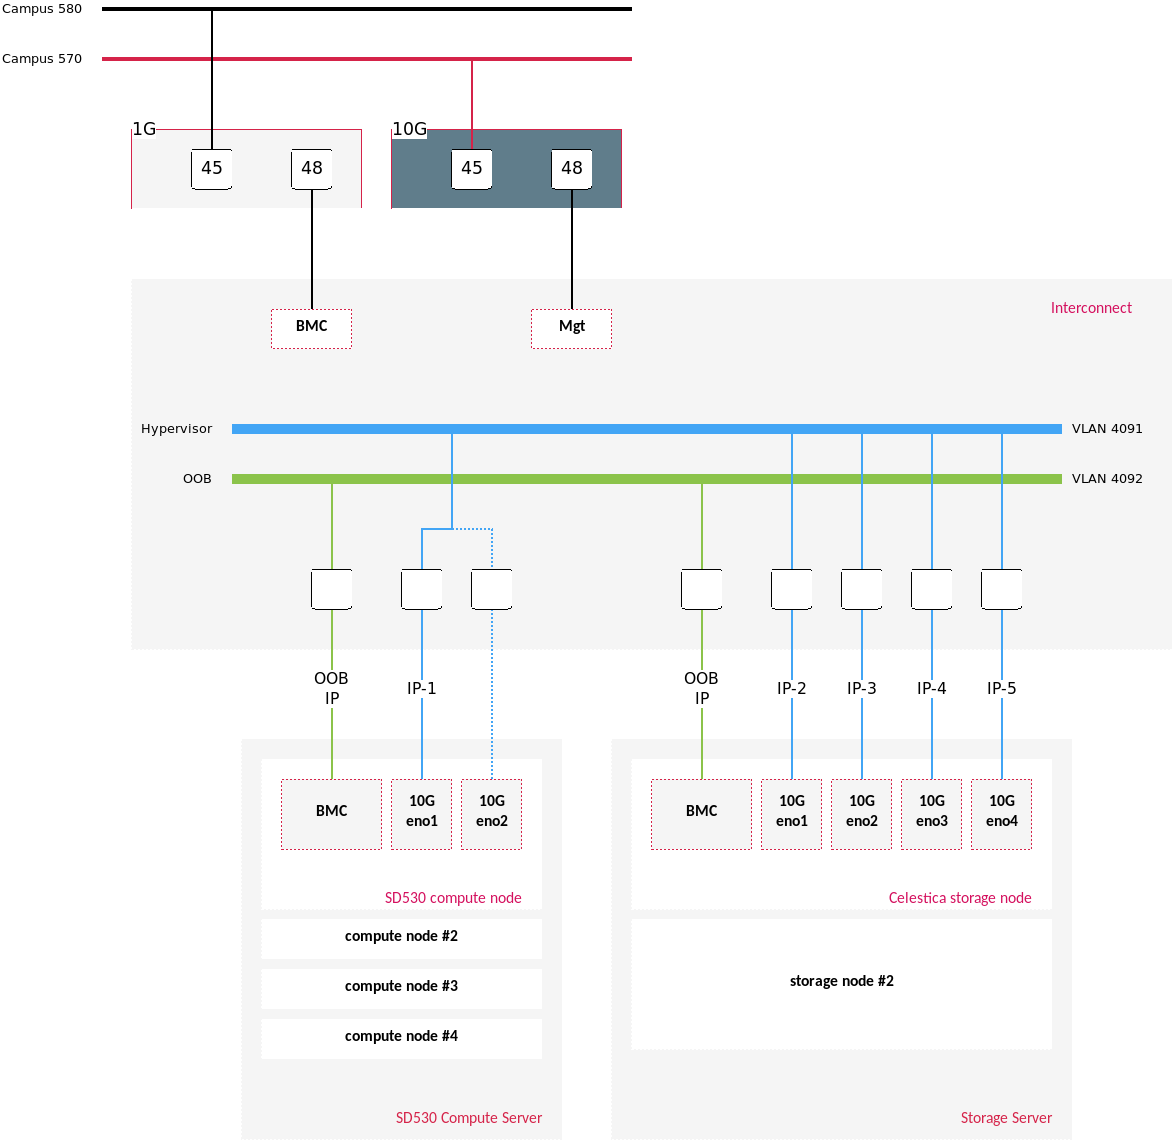 Campus 580
Campus 570
1G
10G
45
48
45
48
Interconnect
BMC
Mgt
Hypervisor
VLAN 4091
OOB
VLAN 4092
OOB
IP
IP-1
OOB
IP
IP-2
IP-3
IP-4
IP-5
BMC
10G
eno1
10G
eno2
BMC
10G
eno1
10G
eno2
10G
eno3
10G
eno4
SD530 compute node
Celestica storage node
compute node #2
compute node #3
compute node #4
storage node #2
SD530 Compute Server
Storage Server